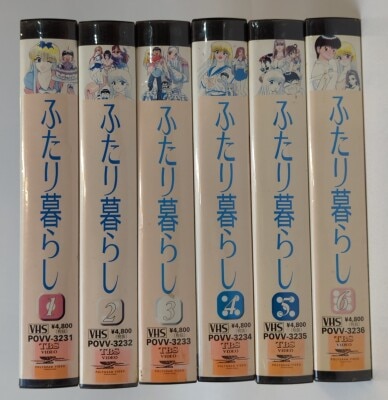 ふたり暮らし
1
VHS ¥4,800
POVV-3231
TBS
VIDEO
ふたり暮らし
2
VHS ¥4,800
POVV-3232
TBS
VIDEO
ふたり暮らし
3
VHS ¥4,800
POVV-3233
TBS
VIDEO
ふたり暮らし
4
VHS ¥4,800
POVV-3234
TBS
VIDEO
ふたり暮らし
5
VHS ¥4,800
POVV-3235
TBS
VIDEO
ふたり暮らし
6
VHS ¥4,800
POVV-3236
TBS
VIDEO